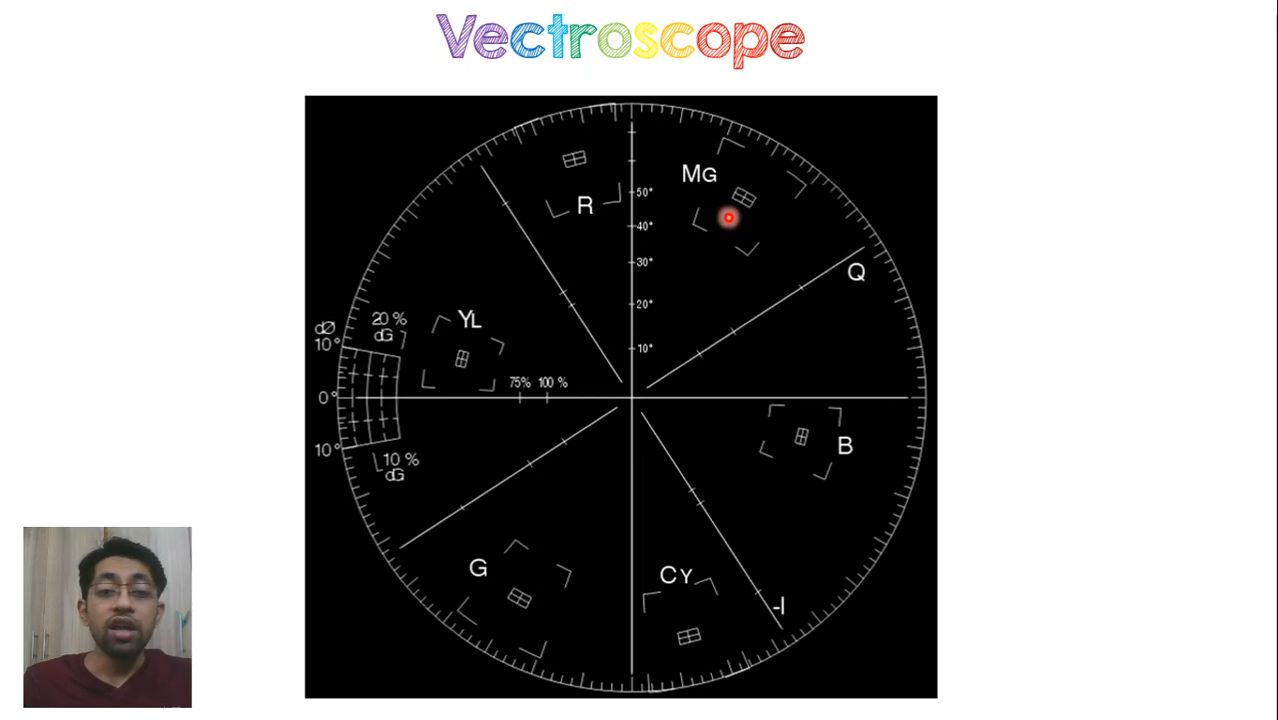 Vectroscope
MG
R
50°
40°
Q
30°
20°
20 %
dG
YL
dØ
10°
10°
75%
100 %
0°
B
10°
10 %
dG
G
CY
-I